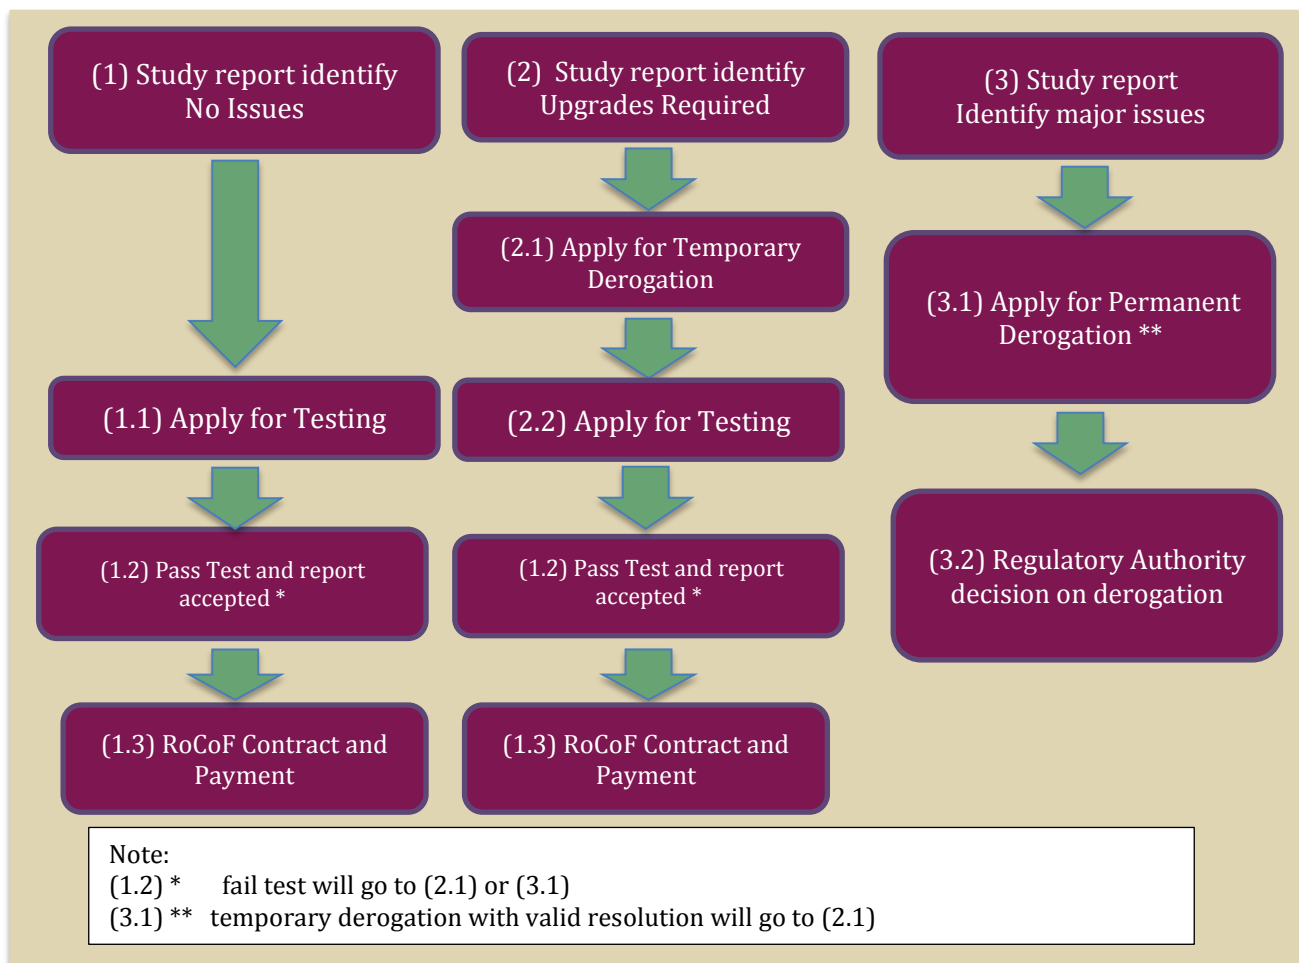 (1) Study report identify
No Issues
(1.1) Apply for Testing
(1.2) Pass Test and report
accepted *
(1.3) RoCoF Contract and
Payment
(2) Study report identify
Upgrades Required
(2.1) Apply for Temporary
Derogation
(2.2) Apply for Testing
(1.2) Pass Test and report
accepted *
(1.3) RoCoF Contract and
Payment
(3) Study report
Identify major issues
(3.1) Apply for Permanent
Derogation **
(3.2) Regulatory Authority
decision on derogation
Note:
(1.2) * fail test will go to (2.1) or (3.1)
(3.1) ** temporary derogation with valid resolution will go to (2.1)